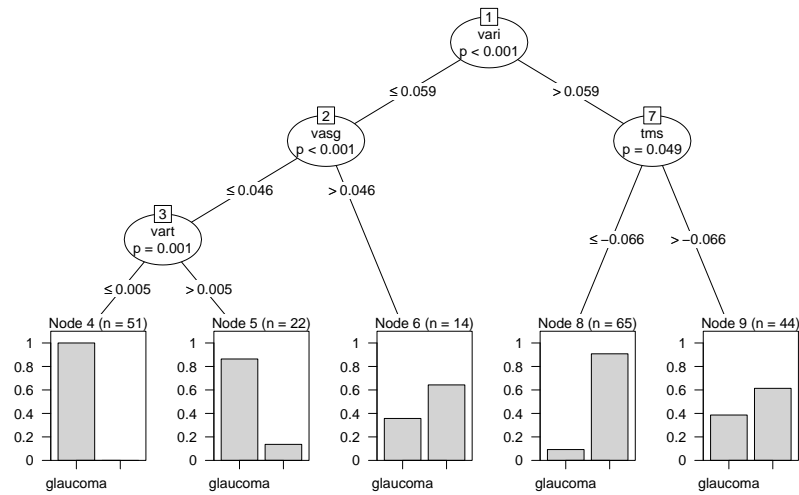 1
vari
p < 0.001
≤ 0.059
> 0.059
2
vasg
p < 0.001
7
tms
p = 0.049
≤ 0.046
> 0.046
3
vart
p = 0.001
≤ −0.066
> −0.066
≤ 0.005
> 0.005
Node 4 (n = 51)
1
0.8
0.6
0.4
0.2
0
glaucoma
Node 5 (n = 22)
1
0.8
0.6
0.4
0.2
0
glaucoma
Node 6 (n = 14)
1
0.8
0.6
0.4
0.2
0
glaucoma
Node 8 (n = 65)
1
0.8
0.6
0.4
0.2
0
glaucoma
Node 9 (n = 44)
1
0.8
0.6
0.4
0.2
0
glaucoma